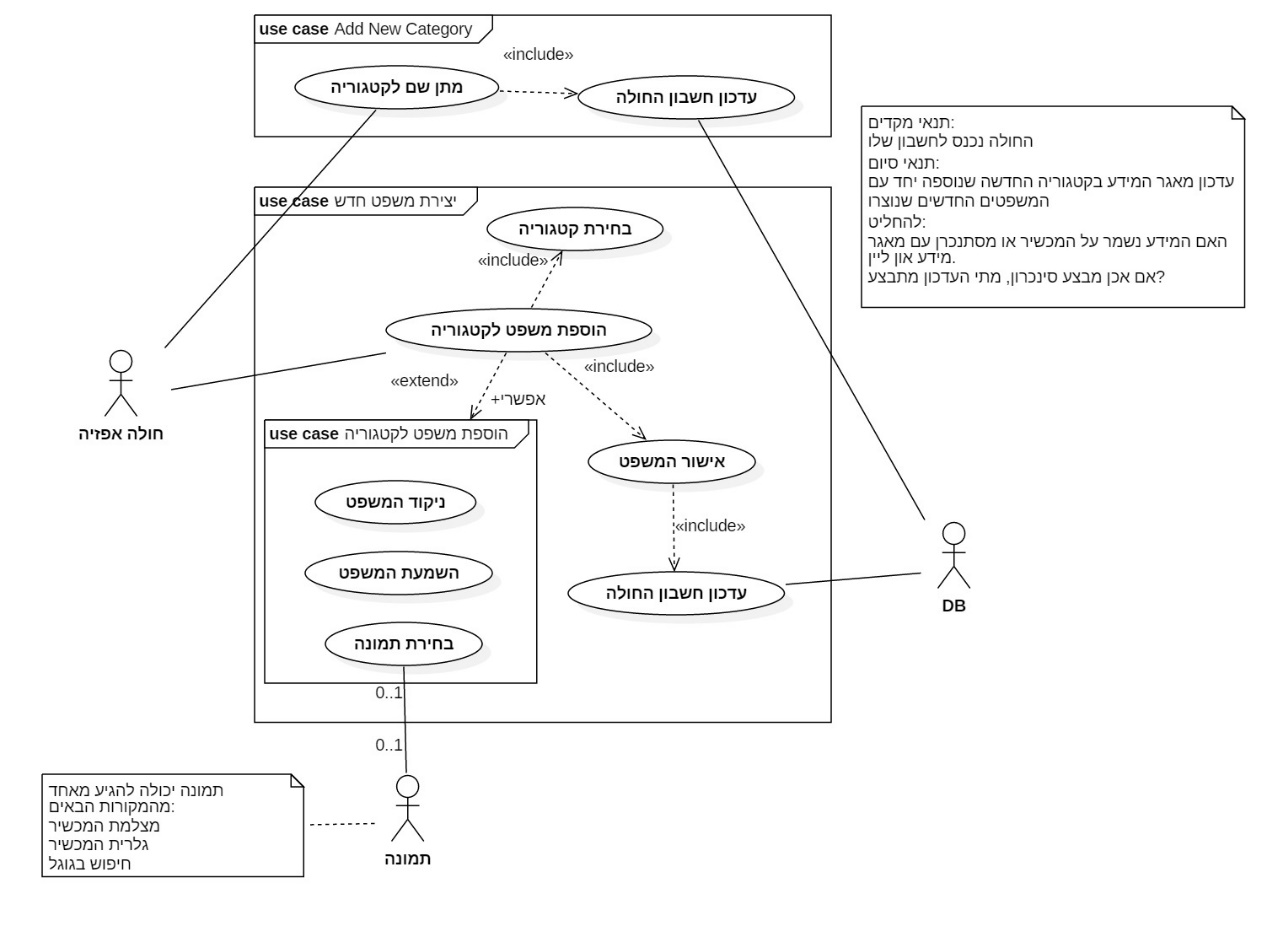 use case Add New Category
«include»
מתן שם לקטגוריה
עדכון חשבון החולה
תנאי מקדים:
החולה נכנס לחשבון שלו
תנאי סיום:
עדכון מאגר המידע בקטגוריה החדשה שנוספה יחד עם
המשפטים החדשים שנוצרו
להחליט:
האם המידע נשמר על המכשיר או מסתנכרן עם מאגר
מידע און ליין.
אם אכן מבצע סינכרון, מתי העדכון מתבצע?
use case יצירת משפט חדש
בחירת קטגוריה
«include»
הוספת משפט לקטגוריה
«include»
«extend»
+אפשרי
חולה אפזיה
use case הוספת משפט לקטגוריה
אישור המשפט
ניקוד המשפט
«include»
השמעת המשפט
עדכון חשבון החולה
DB
בחירת תמונה
0..1
0..1
תמונה יכולה להגיע מאחד
מהמקורות הבאים:
מצלמת המכשיר
גלרית המכשיר
חיפוש בגוגל
תמונה